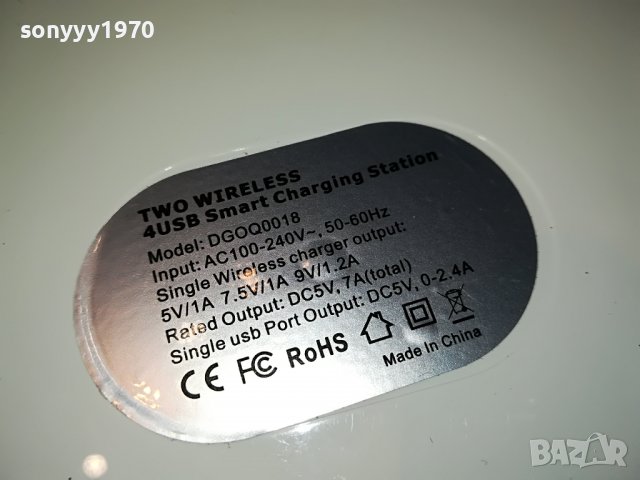 sonyyy1970
TWO WIRELESS
4USB Smart Charging Station
Model: DGOQ0018
Input: AC100-240V~, 50-60Hz
Single Wireless charger output:
5V/1A 7.5V/1A 9V/1.2A
Rated Output: DC5V, 7A(total)
Single usb Port Output: DC5V, 0-2.4A
CE FC RoHS
Made In China
BAZAR